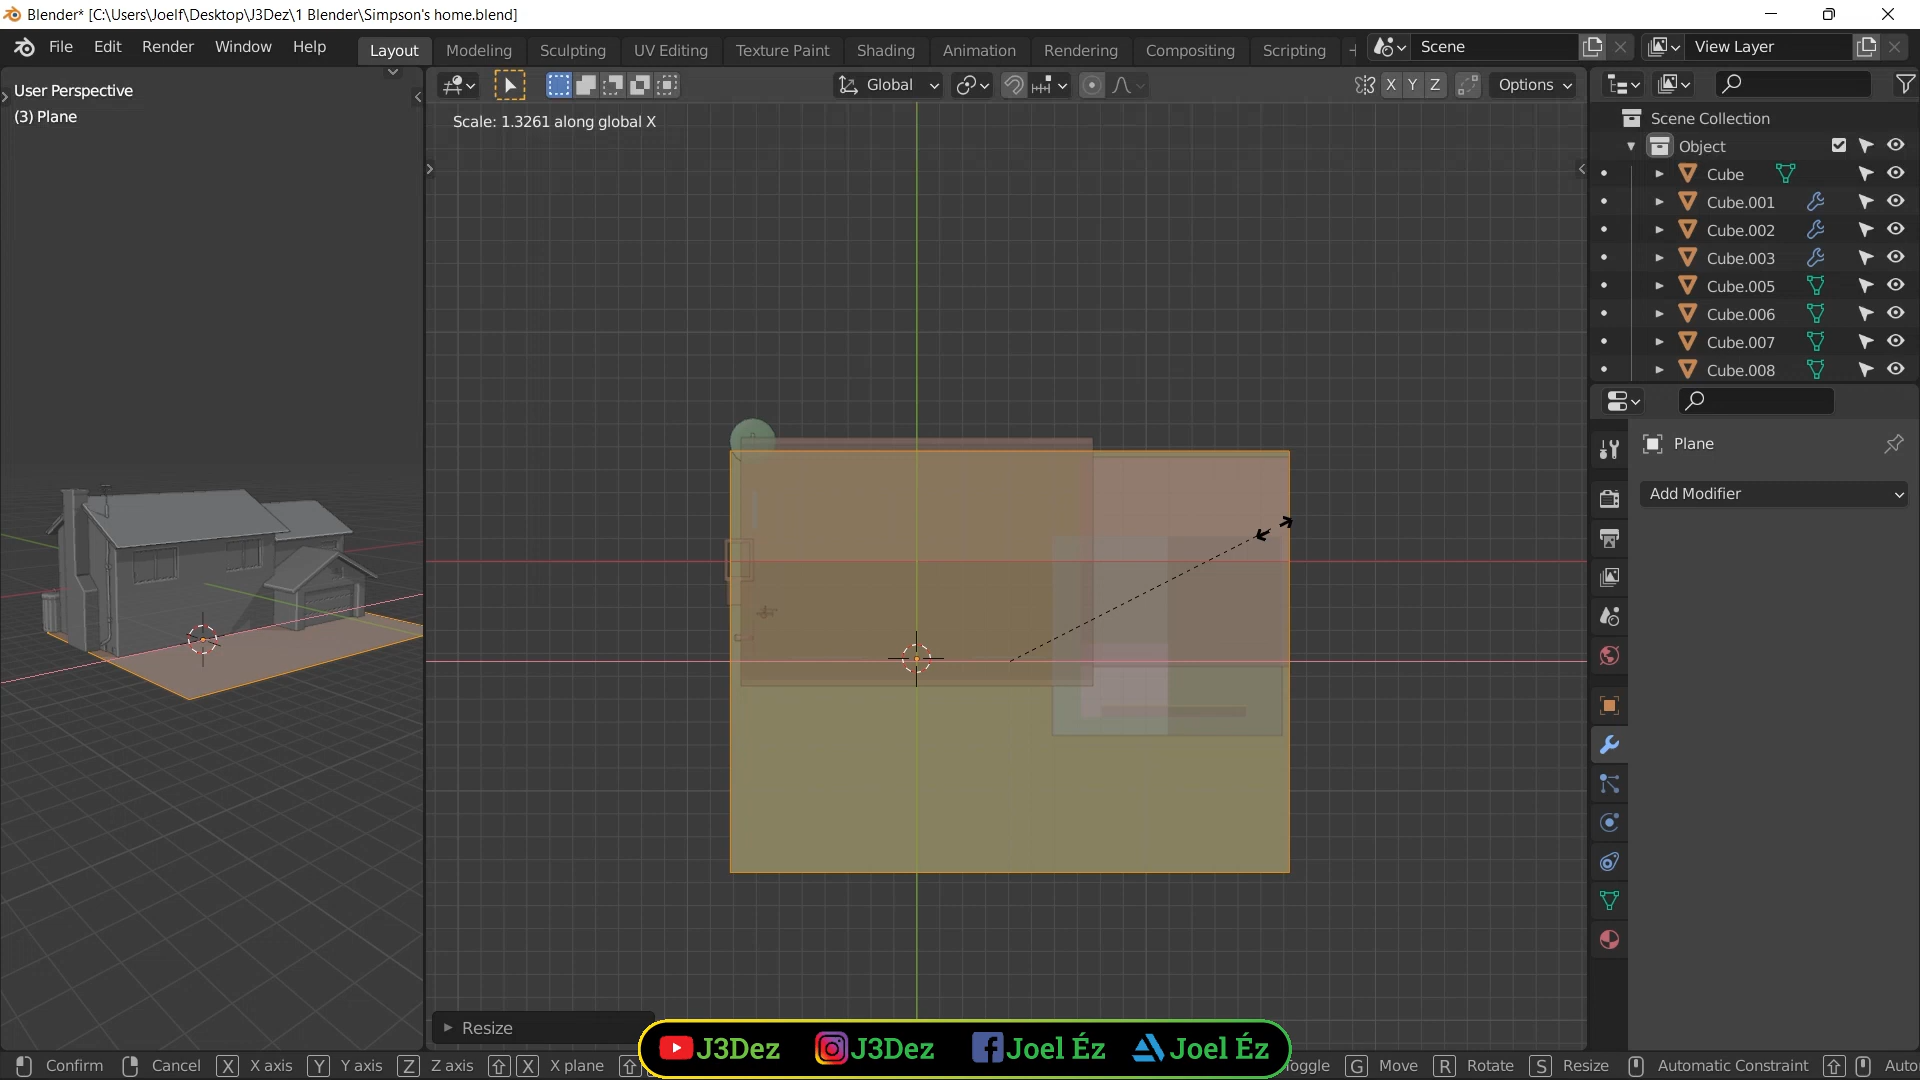 Blender* [C:\Users\Joelf\Desktop\J3Dez\1 Blender\Simpson's home.blend]
File Edit Render Window Help
Layout Modeling Sculpting UV Editing Texture Paint Shading Animation Rendering Compositing Scripting
Scene
View Layer
User Perspective
(3) Plane
Global
X Y Z
Options
Scale: 1.3261 along global X
Scene Collection
Object
Cube
Cube.001
Cube.002
Cube.003
Cube.005
Cube.006
Cube.007
Cube.008
Plane
Add Modifier
Resize
J3Dez J3Dez Joel Éz Joel Éz
Confirm Cancel X X axis Y Y axis Z Z axis X X plane G Move R Rotate S Resize Automatic Constraint